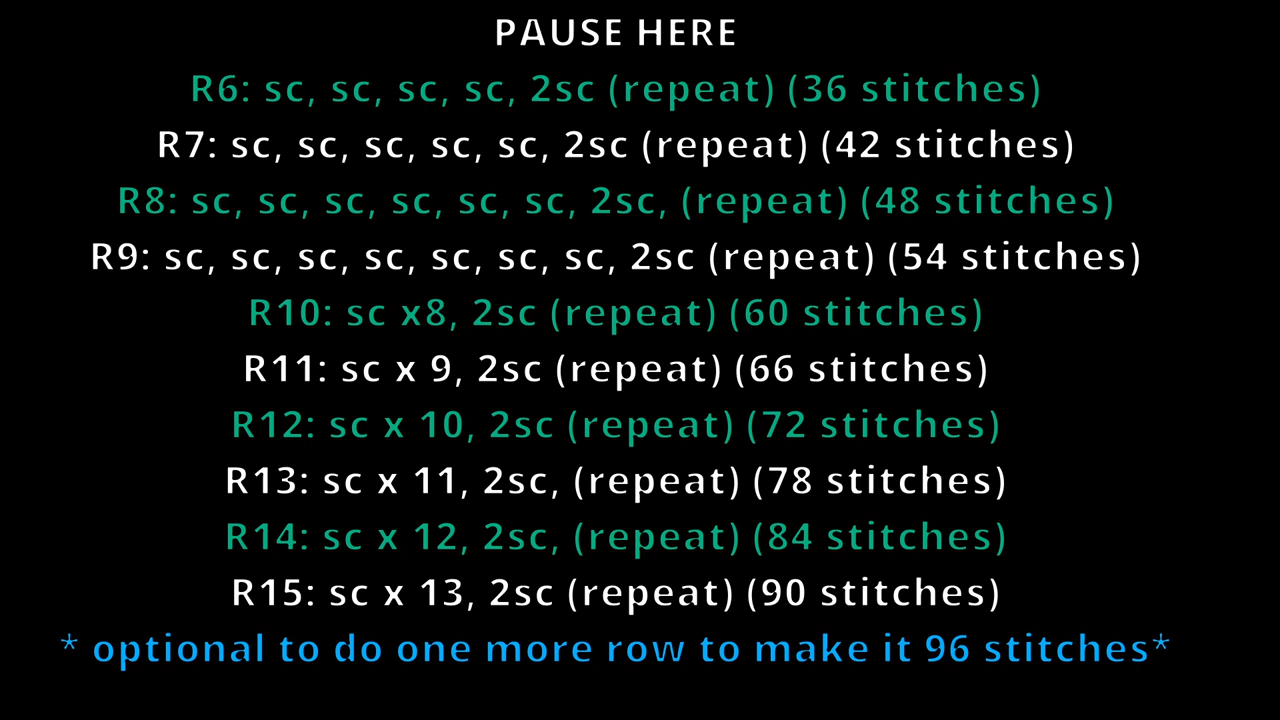 PAUSE HERE
R6: sc, sc, sc, sc, 2sc (repeat) (36 stitches)
R7: sc, sc, sc, sc, sc, 2sc (repeat) (42 stitches)
R8: sc, sc, sc, sc, sc, sc, 2sc, (repeat) (48 stitches)
R9: sc, sc, sc, sc, sc, sc, sc, 2sc (repeat) (54 stitches)
R10: sc x8, 2sc (repeat) (60 stitches)
R11: sc x 9, 2sc (repeat) (66 stitches)
R12: sc x 10, 2sc (repeat) (72 stitches)
R13: sc x 11, 2sc, (repeat) (78 stitches)
R14: sc x 12, 2sc, (repeat) (84 stitches)
R15: sc x 13, 2sc (repeat) (90 stitches)
* optional to do one more row to make it 96 stitches*